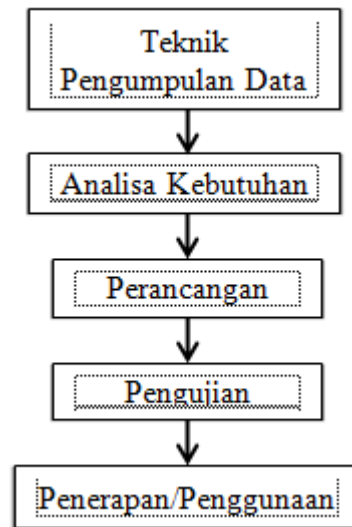 Teknik
Pengumpulan Data
Analisa Kebutuhan
Perancangan
Pengujian
Penerapan/Penggunaan